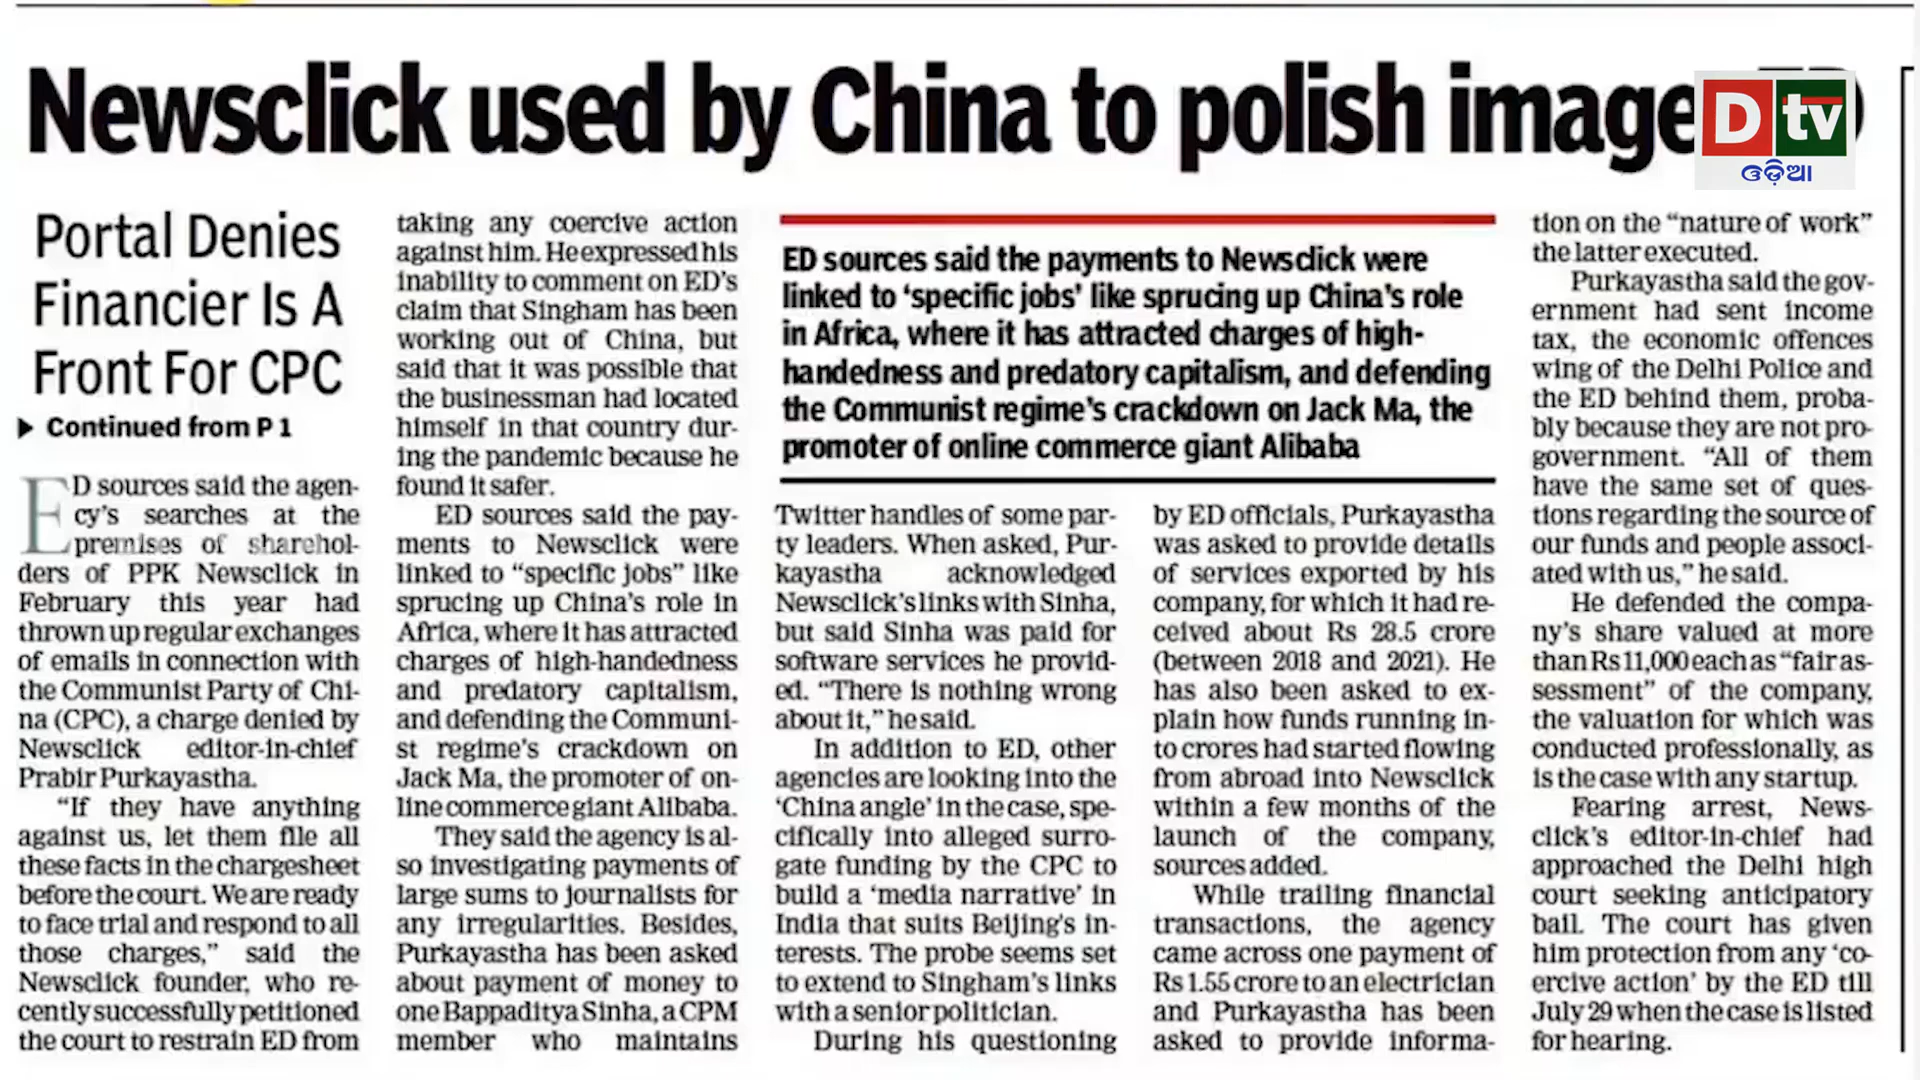 Newsclick used by China to polish image
D tv
ଓଡ଼ିଆ
Portal Denies
Financier Is A
Front For CPC
Continued from P 1
ED sources said the agen-
cy's searches at the
premises of sharehol-
ders of PPK Newsclick in
February this year had
thrown up regular exchanges
of emails in connection with
the Communist Party of Chi-
na (CPC), a charge denied by
Newsclick editor-in-chief
Prabir Purkayastha.
“If they have anything
against us, let them file all
these facts in the chargesheet
before the court. We are ready
to face trial and respond to all
those charges,” said the
Newsclick founder, who re-
cently successfully petitioned
the court to restrain ED from
taking any coercive action
against him. He expressed his
inability to comment on ED’s
claim that Singham has been
working out of China, but
said that it was possible that
the businessman had located
himself in that country dur-
ing the pandemic because he
found it safer.
ED sources said the pay-
ments to Newsclick were
linked to “specific jobs” like
sprucing up China’s role in
Africa, where it has attracted
charges of high-handedness
and predatory capitalism,
and defending the Communi-
st regime’s crackdown on
Jack Ma, the promoter of on-
line commerce giant Alibaba.
They said the agency is al-
so investigating payments of
large sums to journalists for
any irregularities. Besides,
Purkayastha has been asked
about payment of money to
one Bappaditya Sinha, a CPM
member who maintains
ED sources said the payments to Newsclick were
linked to ‘specific jobs’ like sprucing up China’s role
in Africa, where it has attracted charges of high-
handedness and predatory capitalism, and defending
the Communist regime’s crackdown on Jack Ma, the
promoter of online commerce giant Alibaba
Twitter handles of some par-
ty leaders. When asked, Pur-
kayastha acknowledged
Newsclick’s links with Sinha,
but said Sinha was paid for
software services he provid-
ed. “There is nothing wrong
about it,” he said.
In addition to ED, other
agencies are looking into the
‘China angle’ in the case, spe-
cifically into alleged surro-
gate funding by the CPC to
build a ‘media narrative’ in
India that suits Beijing’s in-
terests. The probe seems set
to extend to Singham’s links
with a senior politician.
During his questioning
by ED officials, Purkayastha
was asked to provide details
of services exported by his
company, for which it had re-
ceived about Rs 28.5 crore
(between 2018 and 2021). He
has also been asked to ex-
plain how funds running in-
to crores had started flowing
from abroad into Newsclick
within a few months of the
launch of the company,
sources added.
While trailing financial
transactions, the agency
came across one payment of
Rs 1.55 crore to an electrician
and Purkayastha has been
asked to provide informa-
tion on the “nature of work”
the latter executed.
Purkayastha said the gov-
ernment had sent income
tax, the economic offences
wing of the Delhi Police and
the ED behind them, proba-
bly because they are not pro-
government. “All of them
have the same set of ques-
tions regarding the source of
our funds and people associ-
ated with us,” he said.
He defended the compa-
ny’s share valued at more
than Rs 11,000 each as “fair as-
sessment” of the company,
the valuation for which was
conducted professionally, as
is the case with any startup.
Fearing arrest, News-
click’s editor-in-chief had
approached the Delhi high
court seeking anticipatory
bail. The court has given
him protection from any ‘co-
ercive action’ by the ED till
July 29 when the case is listed
for hearing.